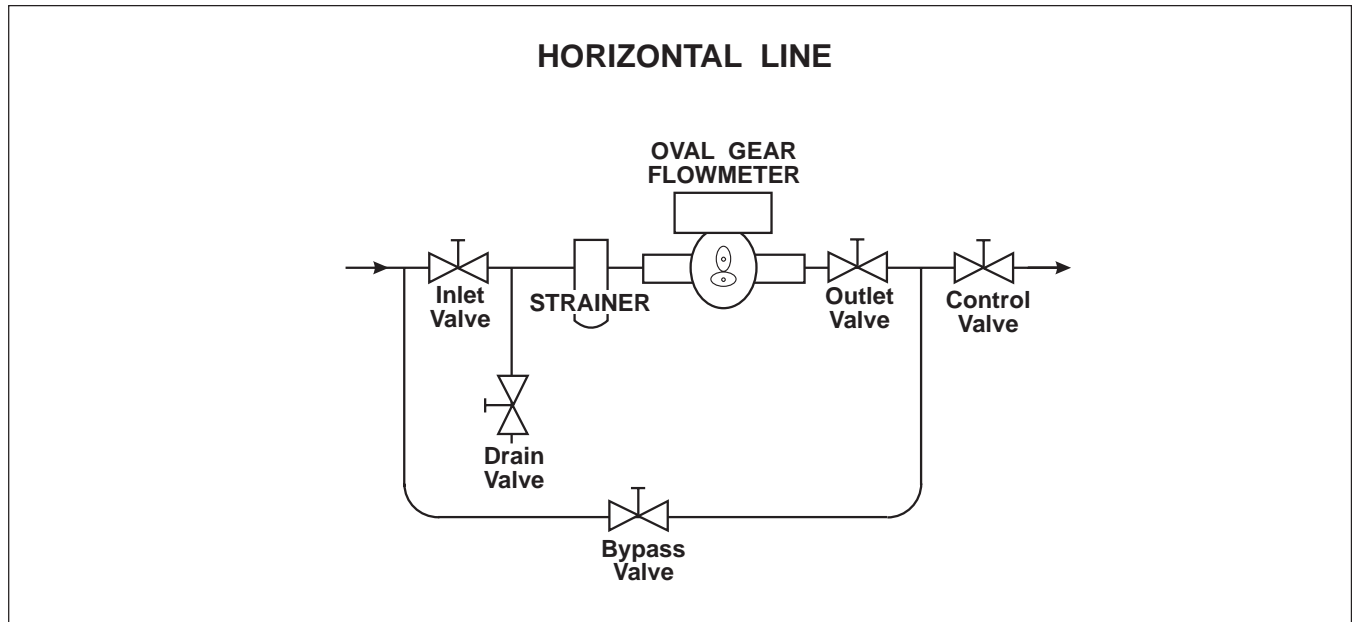 HORIZONTAL LINE
OVAL GEAR
FLOWMETER
Inlet
Valve
STRAINER
Outlet
Valve
Control
Valve
Drain
Valve
Bypass
Valve